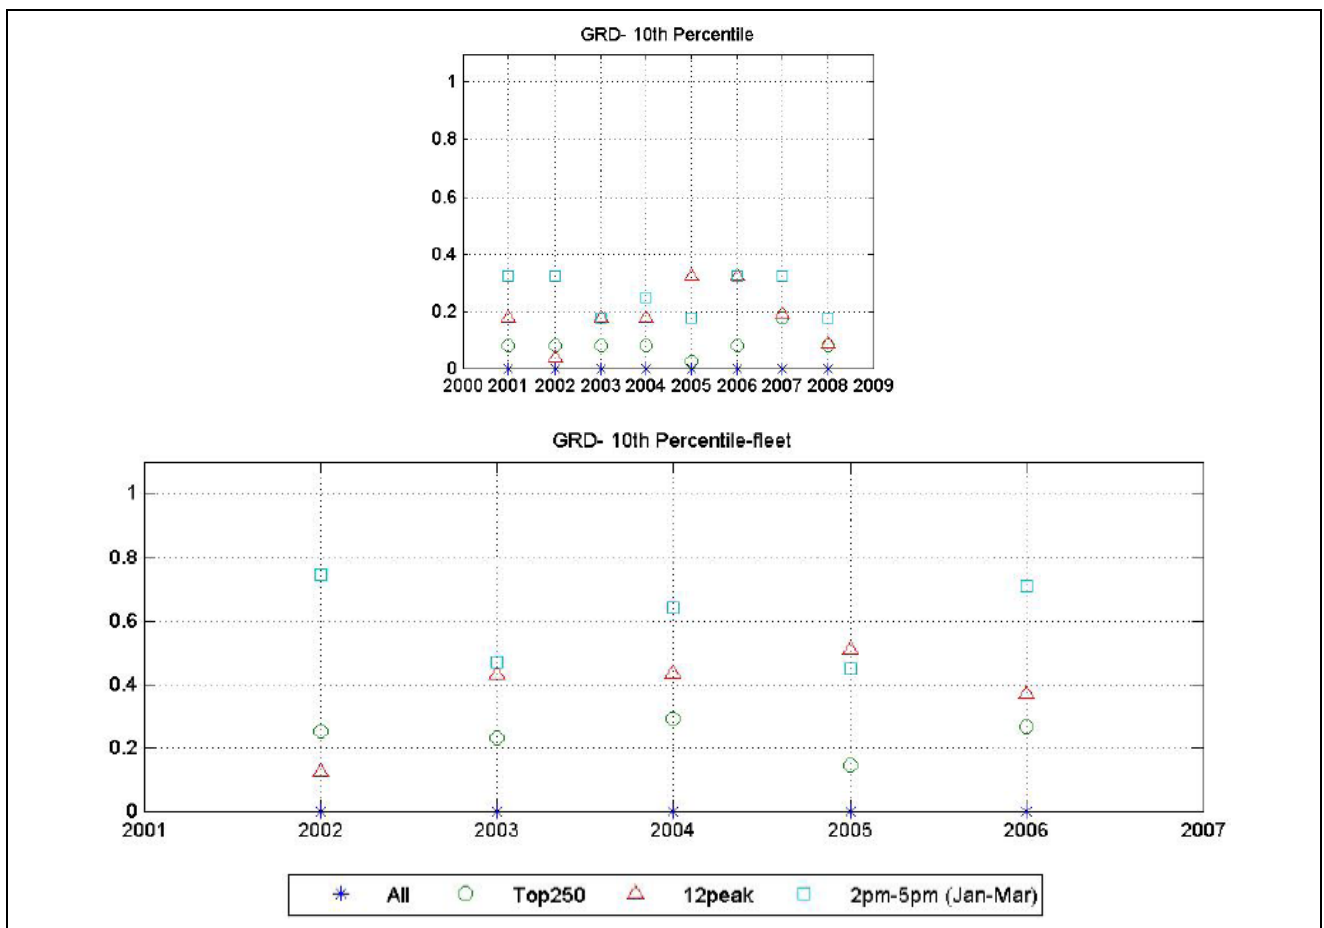 GRD- 10th Percentile
1
0.8
0.6
0.4
0.2
0
2000 2001 2002 2003 2004 2005 2006 2007 2008 2009
GRD- 10th Percentile-fleet
1
0.8
0.6
0.4
0.2
0
2001 2002 2003 2004 2005 2006 2007
All Top250 12peak 2pm-5pm (Jan-Mar)